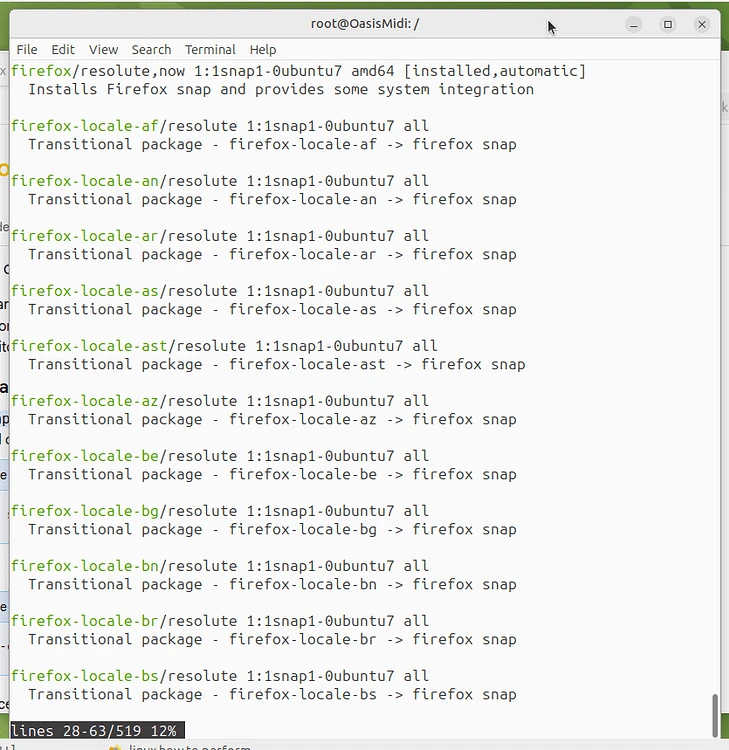 root@OasisMidi: /
File Edit View Search Terminal Help
firefox/resolute,now 1:1snap1-0ubuntu7 amd64 [installed,automatic]
  Installs Firefox snap and provides some system integration
firefox-locale-af/resolute 1:1snap1-0ubuntu7 all
  Transitional package - firefox-locale-af -> firefox snap
firefox-locale-an/resolute 1:1snap1-0ubuntu7 all
  Transitional package - firefox-locale-an -> firefox snap
firefox-locale-ar/resolute 1:1snap1-0ubuntu7 all
  Transitional package - firefox-locale-ar -> firefox snap
firefox-locale-as/resolute 1:1snap1-0ubuntu7 all
  Transitional package - firefox-locale-as -> firefox snap
firefox-locale-ast/resolute 1:1snap1-0ubuntu7 all
  Transitional package - firefox-locale-ast -> firefox snap
firefox-locale-az/resolute 1:1snap1-0ubuntu7 all
  Transitional package - firefox-locale-az -> firefox snap
firefox-locale-be/resolute 1:1snap1-0ubuntu7 all
  Transitional package - firefox-locale-be -> firefox snap
firefox-locale-bg/resolute 1:1snap1-0ubuntu7 all
  Transitional package - firefox-locale-bg -> firefox snap
firefox-locale-bn/resolute 1:1snap1-0ubuntu7 all
  Transitional package - firefox-locale-bn -> firefox snap
firefox-locale-br/resolute 1:1snap1-0ubuntu7 all
  Transitional package - firefox-locale-br -> firefox snap
firefox-locale-bs/resolute 1:1snap1-0ubuntu7 all
  Transitional package - firefox-locale-bs -> firefox snap
lines 28-63/519 12%
linux how to perform